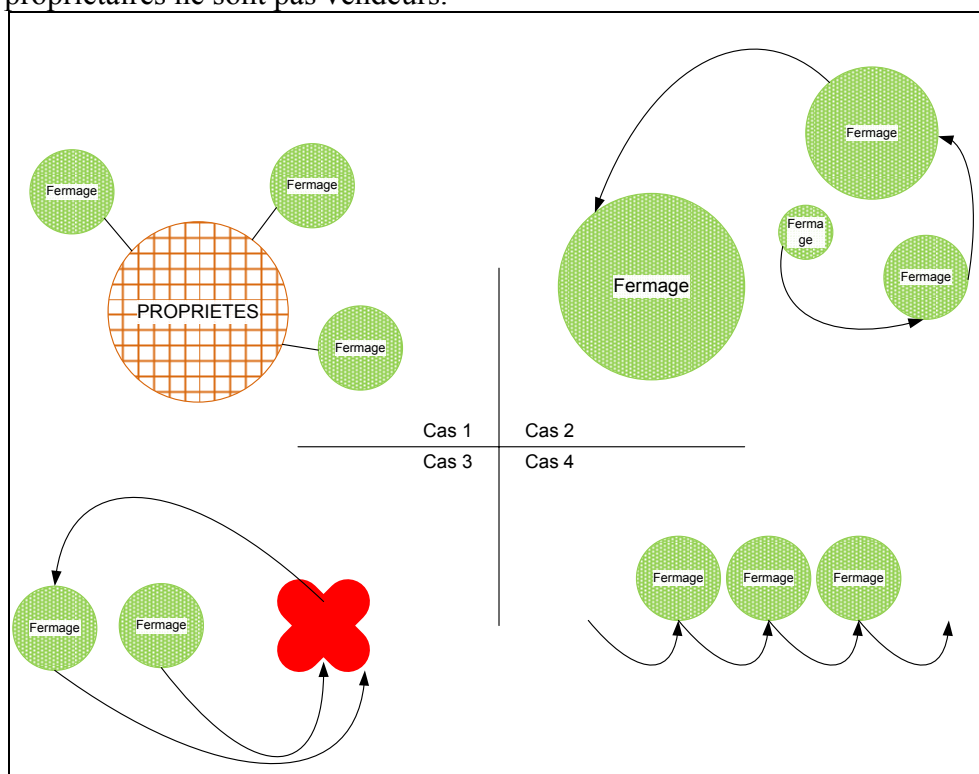 propriétaires ne sont pas vendeurs.
Fermage
Fermage
PROPRIETES
Fermage
Fermage
Fermage
Ferma
ge
Fermage
Cas 1
Cas 2
Cas 3
Cas 4
Fermage
Fermage
Fermage
Fermage
Fermage